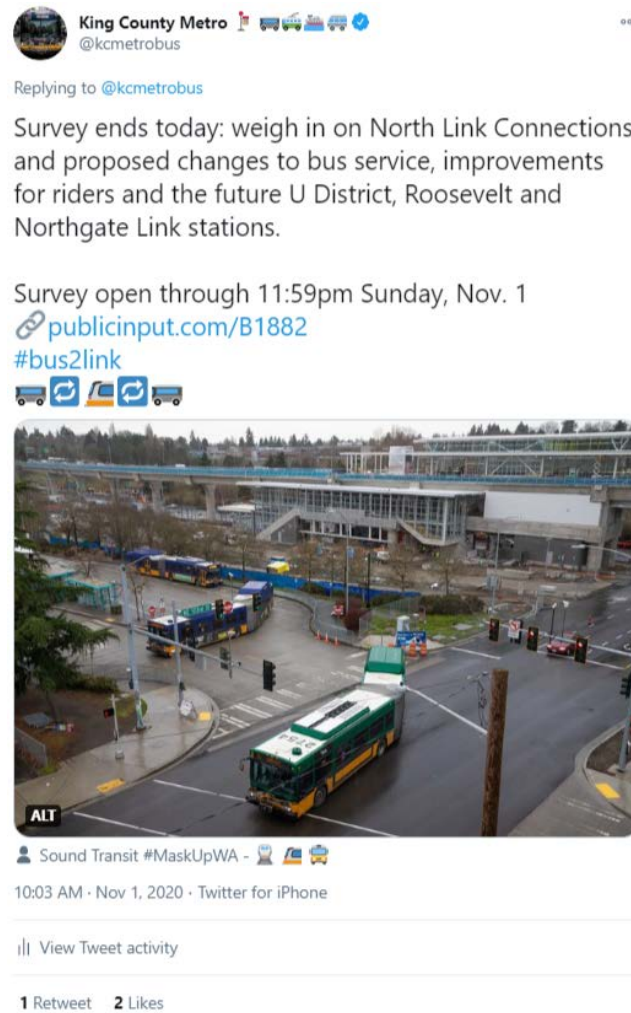 King County Metro
@kcmetrobus
Replying to @kcmetrobus
Survey ends today: weigh in on North Link Connections
and proposed changes to bus service, improvements
for riders and the future U District, Roosevelt and
Northgate Link stations.
Survey open through 11:59pm Sunday, Nov. 1
publicinput.com/B1882
#bus2link
ALT
Sound Transit #MaskUpWA -
10:03 AM · Nov 1, 2020 · Twitter for iPhone
View Tweet activity
1 Retweet 2 Likes